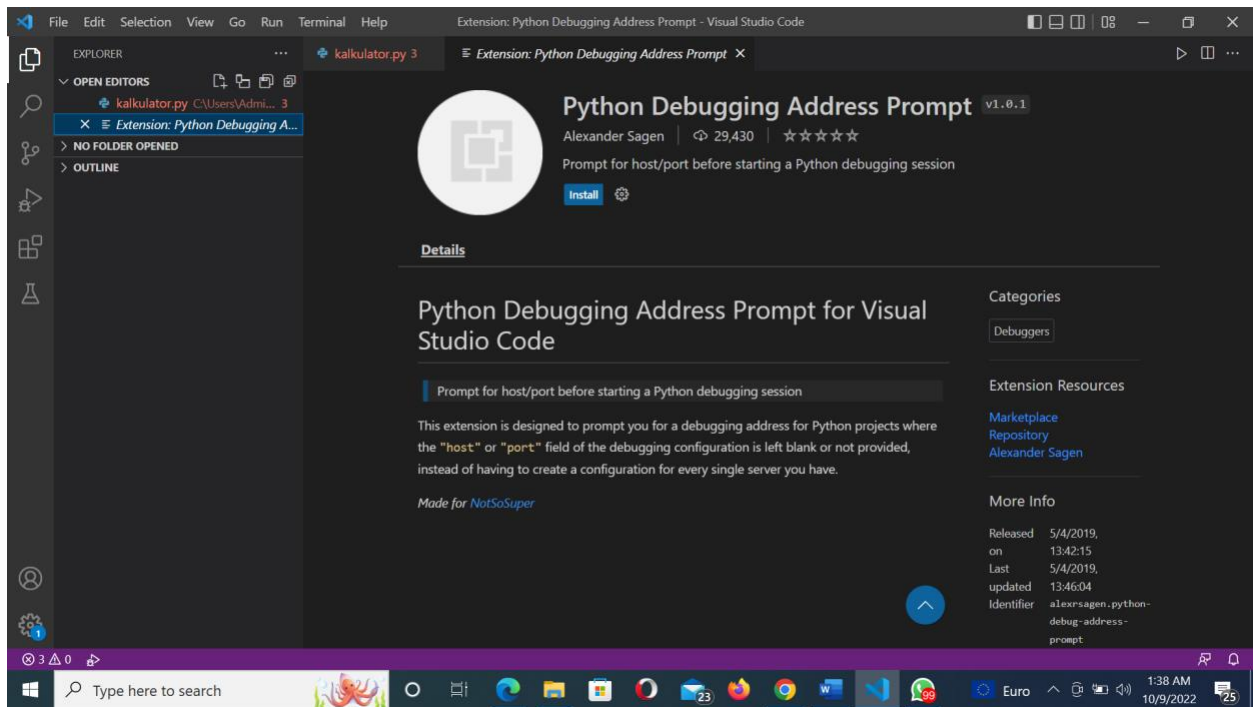 File Edit Selection View Go Run Terminal Help
Extension: Python Debugging Address Prompt - Visual Studio Code
EXPLORER
kalkulator.py 3
Extension: Python Debugging Address Prompt
OPEN EDITORS
kalkulator.py C:\Users\Admi... 3
Extension: Python Debugging A...
NO FOLDER OPENED
OUTLINE
Python Debugging Address Prompt v1.0.1
Alexander Sagen 29,430
Prompt for host/port before starting a Python debugging session
Install
Details
Python Debugging Address Prompt for Visual
Studio Code
Prompt for host/port before starting a Python debugging session
This extension is designed to prompt you for a debugging address for Python projects where
the "host" or "port" field of the debugging configuration is left blank or not provided,
instead of having to create a configuration for every single server you have.
Made for NotSoSuper
Categories
Debuggers
Extension Resources
Marketplace
Repository
Alexander Sagen
More Info
Released on 5/4/2019, 13:42:15
Last updated 5/4/2019, 13:46:04
Identifier alexrsagen.python-debug-address-prompt
1
3 0
Type here to search
23
99
Euro
1:38 AM
10/9/2022
25